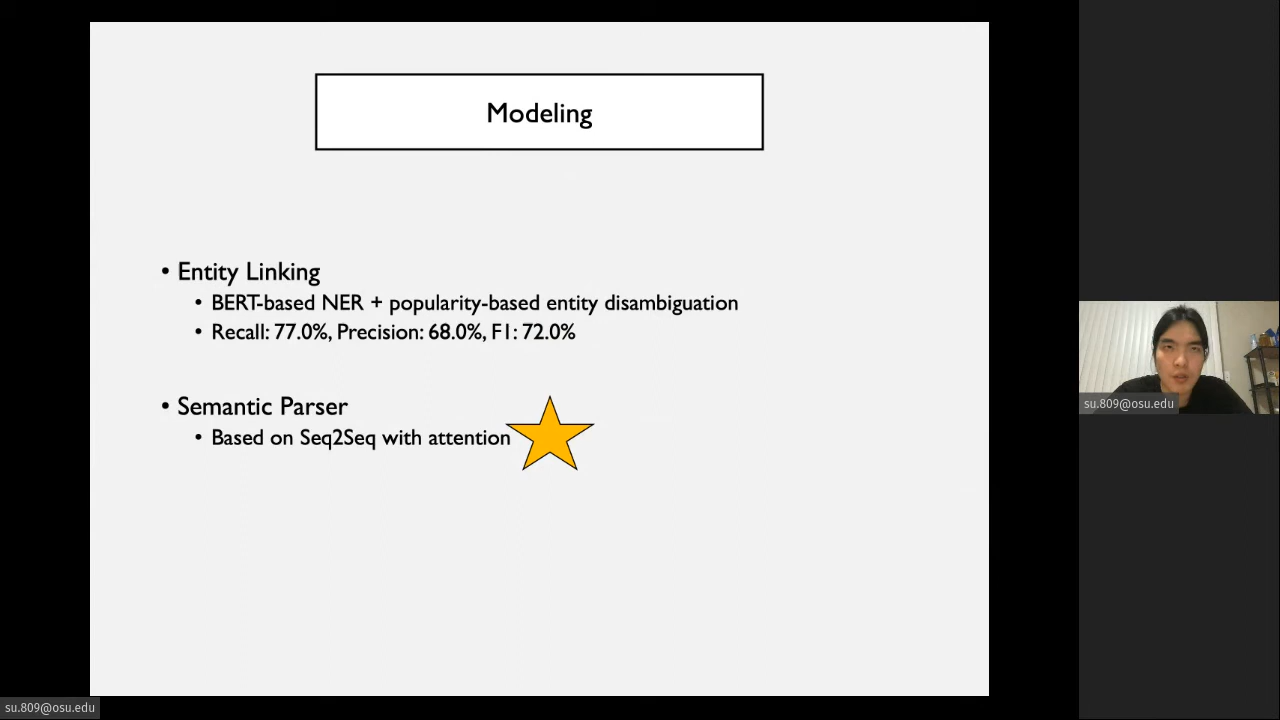 Modeling
• Entity Linking
• BERT-based NER + popularity-based entity disambiguation
• Recall: 77.0%, Precision: 68.0%, F1: 72.0%
• Semantic Parser
• Based on Seq2Seq with attention
su.809@osu.edu
su.809@osu.edu